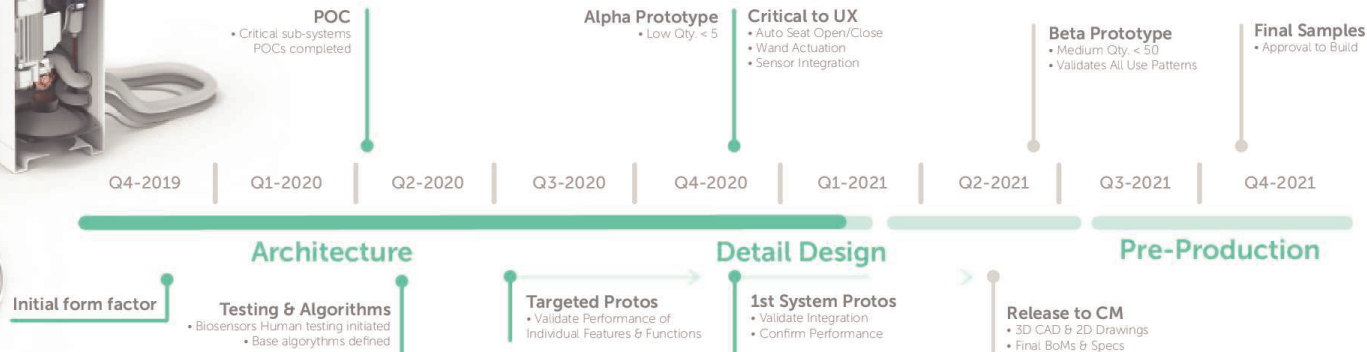 POC
• Critical sub-systems
POCs completed
Alpha Prototype
• Low Qty. < 5
Critical to UX
• Auto Seat Open/Close
• Wand Actuation
• Sensor Integration
Beta Prototype
• Medium Qty. < 50
• Validates All Use Patterns
Final Samples
• Approval to Build
Q4-2019 Q1-2020 Q2-2020 Q3-2020 Q4-2020 Q1-2021 Q2-2021 Q3-2021 Q4-2021
Architecture Detail Design Pre-Production
Initial form factor
Testing & Algorithms
• Biosensors Human testing initiated
• Base algorythms defined
Targeted Protos
• Validate Performance of
Individual Features & Functions
1st System Protos
• Validate Integration
• Confirm Performance
Release to CM
• 3D CAD & 2D Drawings
• Final BoMs & Specs